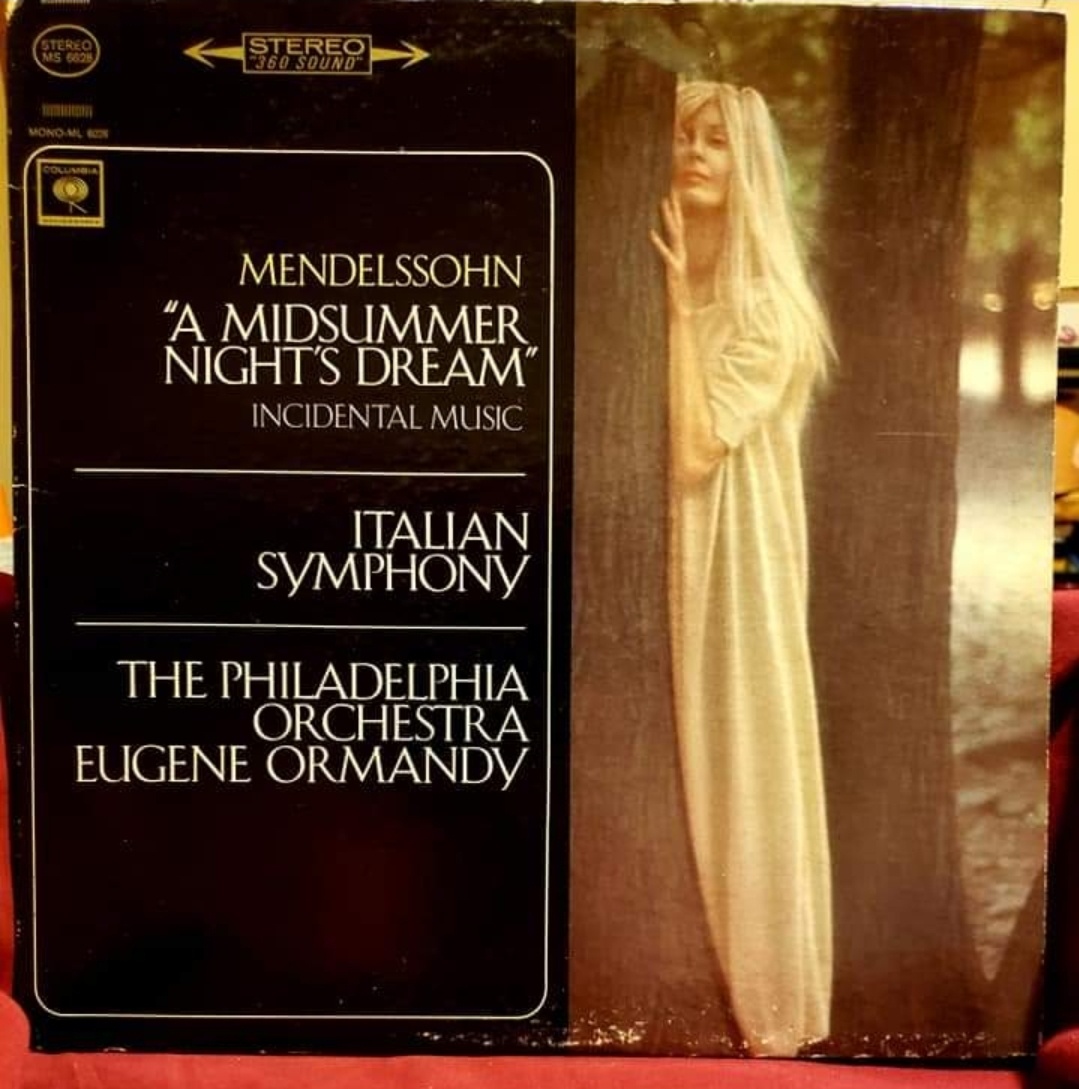 STEREO
MS 6628
STEREO
"360 SOUND"
COLUMBIA
MENDELSSOHN
"A MIDSUMMER
NIGHT'S DREAM"
INCIDENTAL MUSIC
ITALIAN
SYMPHONY
THE PHILADELPHIA
ORCHESTRA
EUGENE ORMANDY